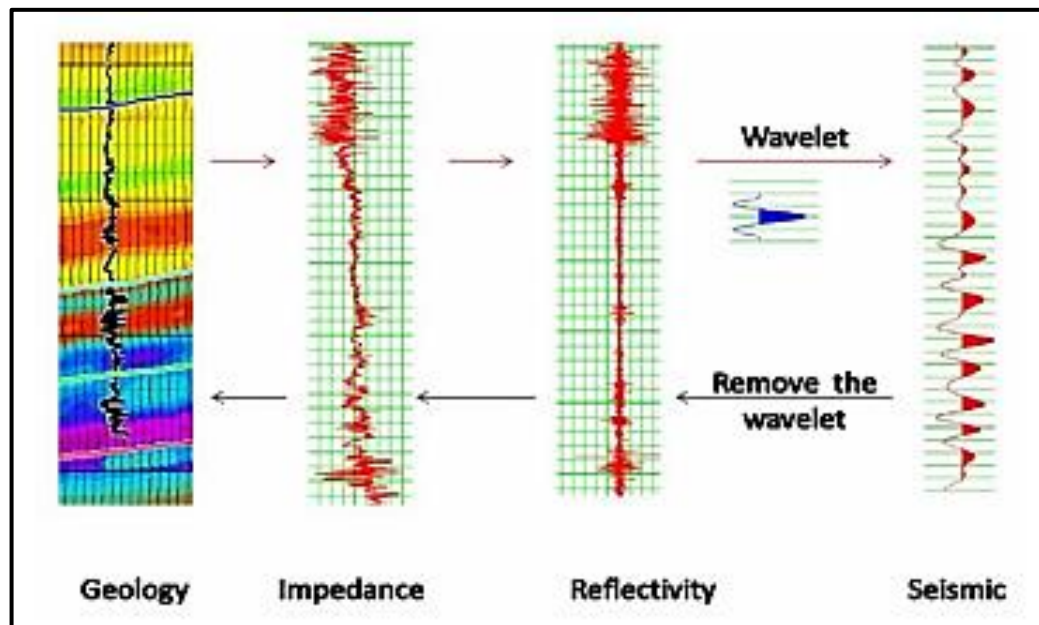 Wavelet
Remove the
wavelet
Geology
Impedance
Reflectivity
Seismic